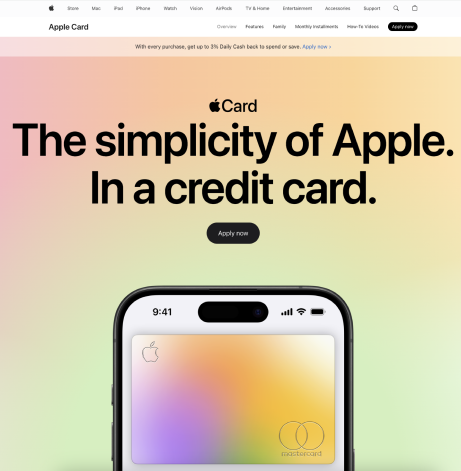 Store Mac iPad iPhone Watch Vision AirPods TV & Home Entertainment Accessories Support
Apple Card
Overview Features Family Monthly Installments How-To Videos Apply now
With every purchase, get up to 3% Daily Cash back to spend or save. Apply now >
Card
The simplicity of Apple.
In a credit card.
Apply now
9:41
mastercard